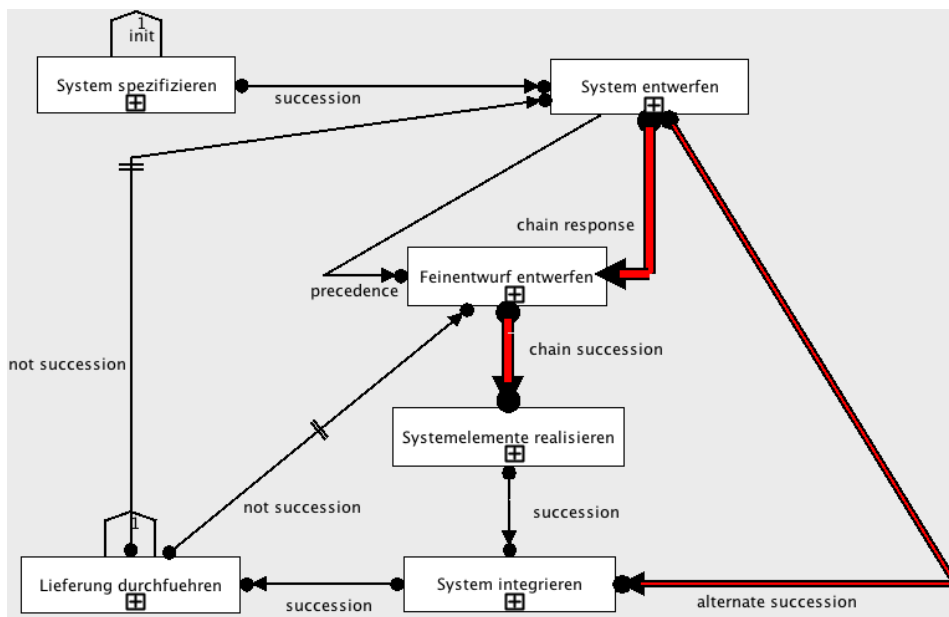 1
init
System spezifizieren
System entwerfen
succession
chain response
Feinentwurf entwerfen
precedence
chain succession
not succession
Systemelemente realisieren
not succession
succession
1
Lieferung durchfuehren
System integrieren
succession
alternate succession